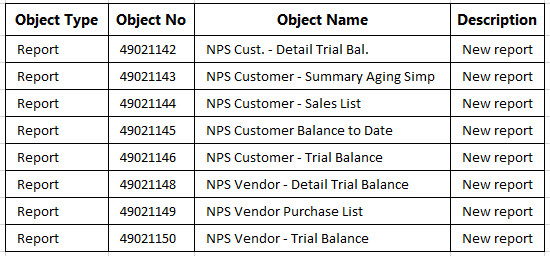 Object Type Object No Object Name Description
Report 49021142 NPS Cust. - Detail Trial Bal. New report
Report 49021143 NPS Customer - Summary Aging Simp New report
Report 49021144 NPS Customer - Sales List New report
Report 49021145 NPS Customer Balance to Date New report
Report 49021146 NPS Customer - Trial Balance New report
Report 49021148 NPS Vendor - Detail Trial Balance New report
Report 49021149 NPS Vendor Purchase List New report
Report 49021150 NPS Vendor - Trial Balance New report